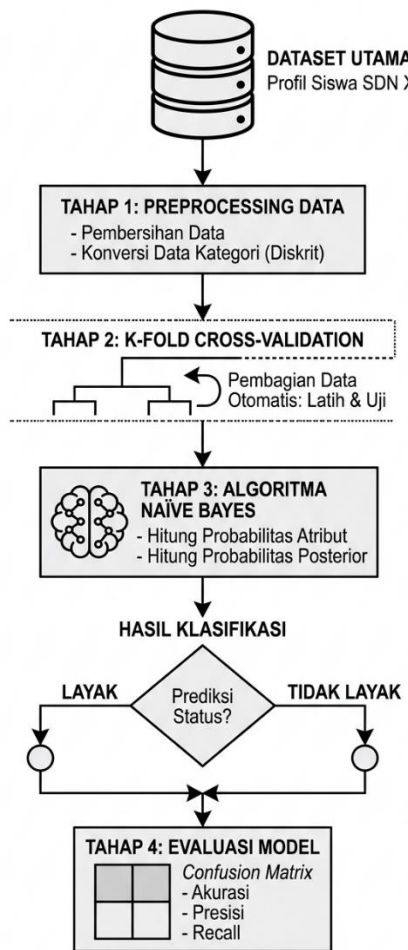 DATASET UTAMA
Profil Siswa SDN X
TAHAP 1: PREPROCESSING DATA
- Pembersihan Data
- Konversi Data Kategori (Diskrit)
TAHAP 2: K-FOLD CROSS-VALIDATION
Pembagian Data
Otomatis: Latih & Uji
TAHAP 3: ALGORITMA
NAÏVE BAYES
- Hitung Probabilitas Atribut
- Hitung Probabilitas Posterior
HASIL KLASIFIKASI
LAYAK
TIDAK LAYAK
Prediksi
Status?
TAHAP 4: EVALUASI MODEL
Confusion Matrix
- Akurasi
- Presisi
- Recall